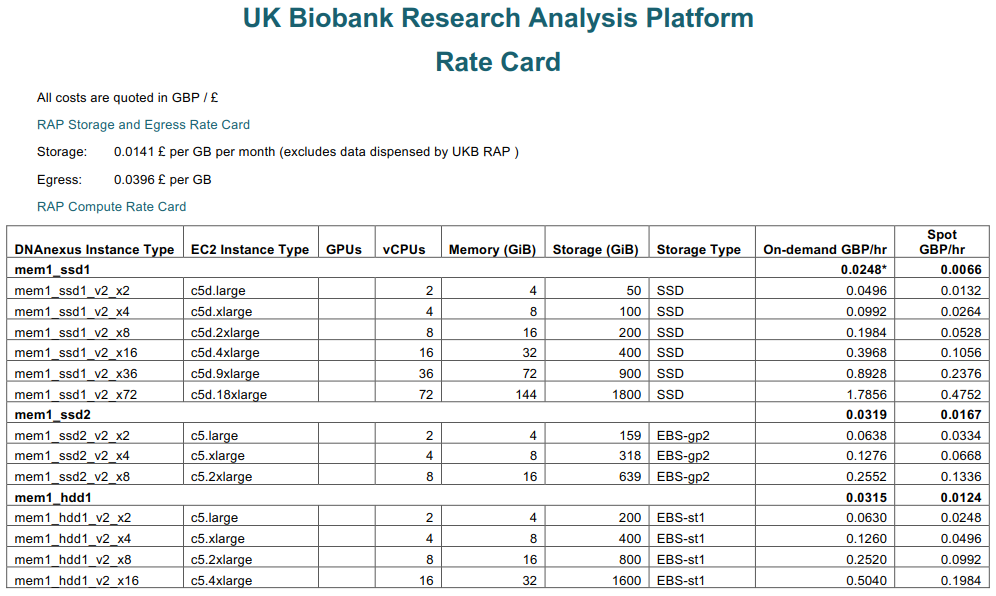 UK Biobank Research Analysis Platform
Rate Card
All costs are quoted in GBP / £
RAP Storage and Egress Rate Card
Storage: 0.0141 £ per GB per month (excludes data dispensed by UKB RAP )
Egress: 0.0396 £ per GB
RAP Compute Rate Card
DNAnexus Instance Type EC2 Instance Type GPUs vCPUs Memory (GiB) Storage (GiB) Storage Type On-demand GBP/hr Spot GBP/hr
mem1_ssd1 0.0248* 0.0066
mem1_ssd1_v2_x2 c5d.large 2 4 50 SSD 0.0496 0.0132
mem1_ssd1_v2_x4 c5d.xlarge 4 8 100 SSD 0.0992 0.0264
mem1_ssd1_v2_x8 c5d.2xlarge 8 16 200 SSD 0.1984 0.0528
mem1_ssd1_v2_x16 c5d.4xlarge 16 32 400 SSD 0.3968 0.1056
mem1_ssd1_v2_x36 c5d.9xlarge 36 72 900 SSD 0.8928 0.2376
mem1_ssd1_v2_x72 c5d.18xlarge 72 144 1800 SSD 1.7856 0.4752
mem1_ssd2 0.0319 0.0167
mem1_ssd2_v2_x2 c5.large 2 4 159 EBS-gp2 0.0638 0.0334
mem1_ssd2_v2_x4 c5.xlarge 4 8 318 EBS-gp2 0.1276 0.0668
mem1_ssd2_v2_x8 c5.2xlarge 8 16 639 EBS-gp2 0.2552 0.1336
mem1_hdd1 0.0315 0.0124
mem1_hdd1_v2_x2 c5.large 2 4 200 EBS-st1 0.0630 0.0248
mem1_hdd1_v2_x4 c5.xlarge 4 8 400 EBS-st1 0.1260 0.0496
mem1_hdd1_v2_x8 c5.2xlarge 8 16 800 EBS-st1 0.2520 0.0992
mem1_hdd1_v2_x16 c5.4xlarge 16 32 1600 EBS-st1 0.5040 0.1984